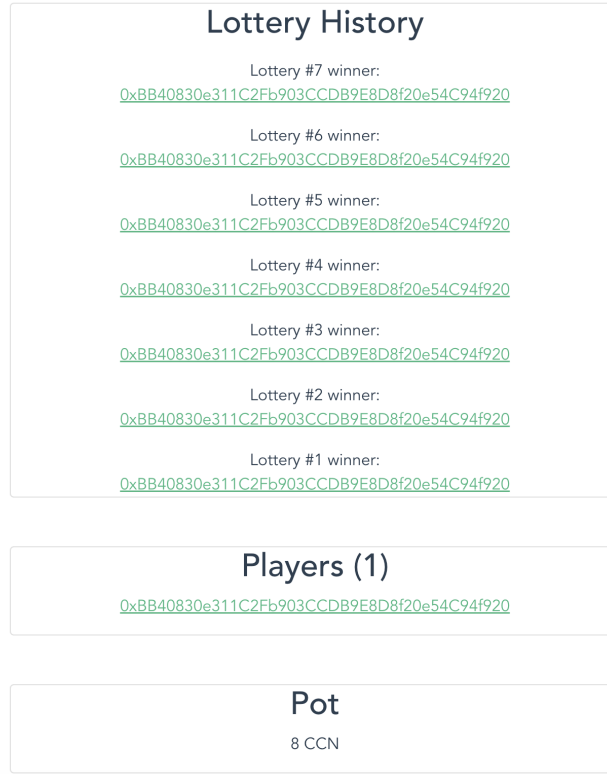 Lottery History
Lottery #7 winner:
0xBB40830e311C2Fb903CCDB9E8D8f20e54C94f920
Lottery #6 winner:
0xBB40830e311C2Fb903CCDB9E8D8f20e54C94f920
Lottery #5 winner:
0xBB40830e311C2Fb903CCDB9E8D8f20e54C94f920
Lottery #4 winner:
0xBB40830e311C2Fb903CCDB9E8D8f20e54C94f920
Lottery #3 winner:
0xBB40830e311C2Fb903CCDB9E8D8f20e54C94f920
Lottery #2 winner:
0xBB40830e311C2Fb903CCDB9E8D8f20e54C94f920
Lottery #1 winner:
0xBB40830e311C2Fb903CCDB9E8D8f20e54C94f920
Players (1)
0xBB40830e311C2Fb903CCDB9E8D8f20e54C94f920
Pot
8 CCN